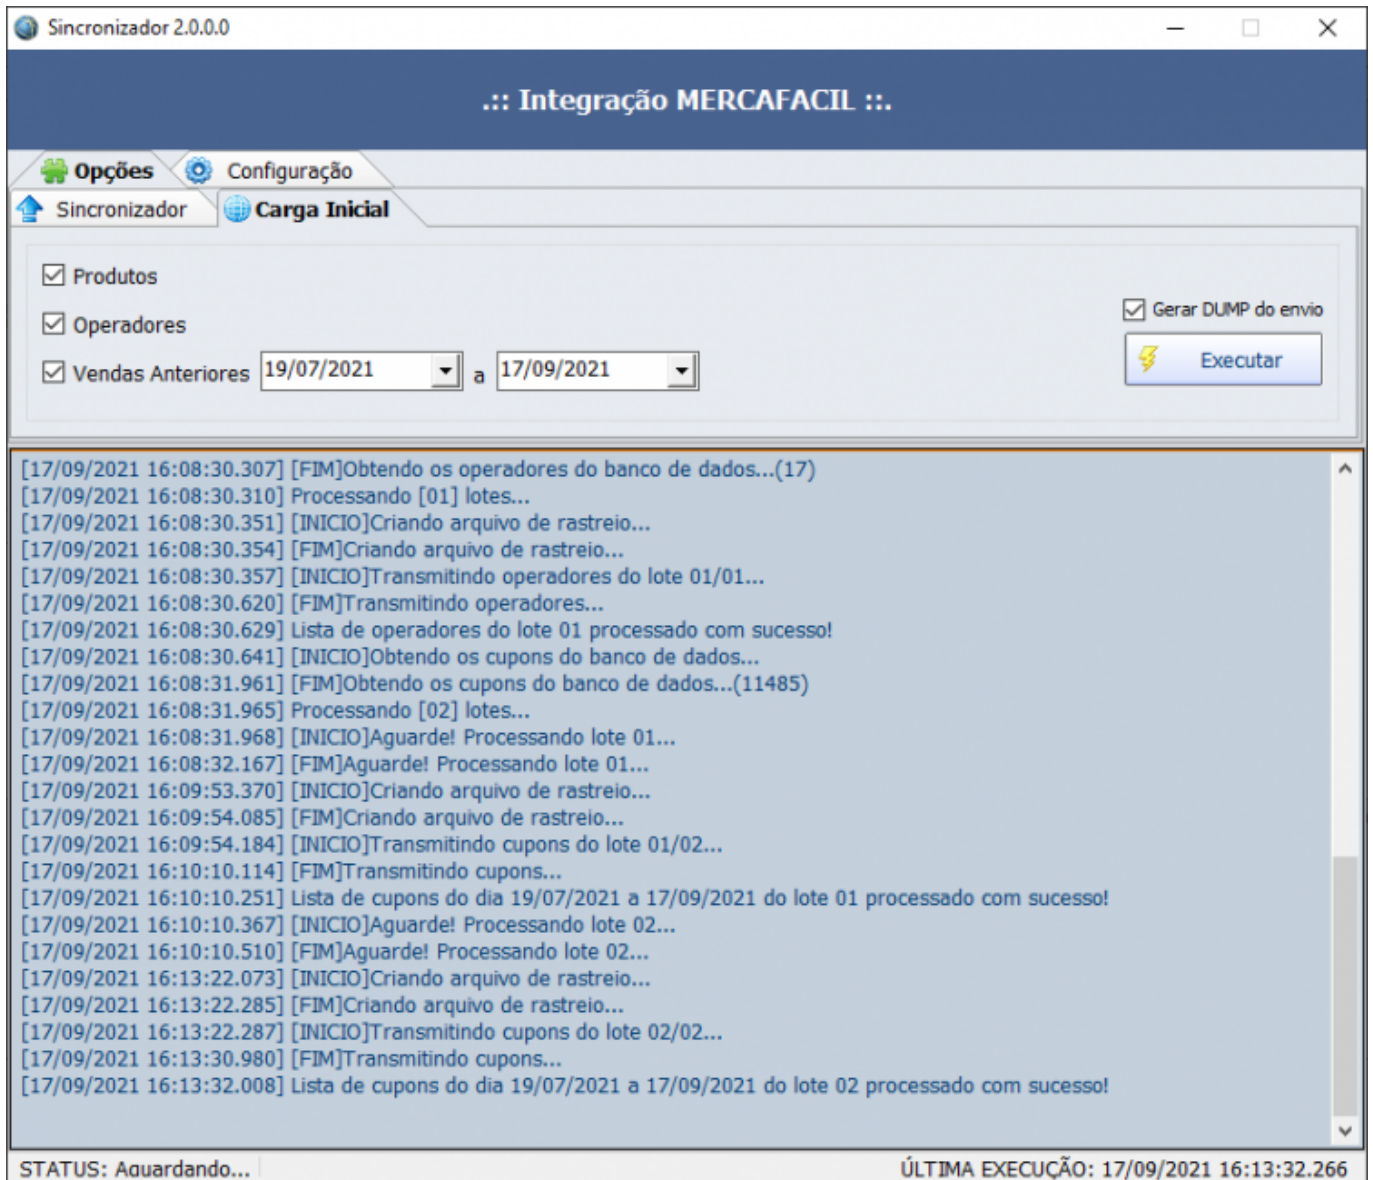 Sincronizador 2.0.0.0
.:: Integração MERCAFACIL ::.
Opções Configuração
Sincronizador Carga Inicial
Produtos
Gerar DUMP do envio
Operadores
Vendas Anteriores 19/07/2021 a 17/09/2021
Executar
[17/09/2021 16:08:30.307] [FIM]Obtendo os operadores do banco de dados...(17)
[17/09/2021 16:08:30.310] Processando [01] lotes...
[17/09/2021 16:08:30.351] [INICIO]Criando arquivo de rastreio...
[17/09/2021 16:08:30.354] [FIM]Criando arquivo de rastreio...
[17/09/2021 16:08:30.357] [INICIO]Transmitindo operadores do lote 01/01...
[17/09/2021 16:08:30.620] [FIM]Transmitindo operadores...
[17/09/2021 16:08:30.629] Lista de operadores do lote 01 processado com sucesso!
[17/09/2021 16:08:30.641] [INICIO]Obtendo os cupons do banco de dados...
[17/09/2021 16:08:31.961] [FIM]Obtendo os cupons do banco de dados...(11485)
[17/09/2021 16:08:31.965] Processando [02] lotes...
[17/09/2021 16:08:31.968] [INICIO]Aguarde! Processando lote 01...
[17/09/2021 16:08:32.167] [FIM]Aguarde! Processando lote 01...
[17/09/2021 16:09:53.370] [INICIO]Criando arquivo de rastreio...
[17/09/2021 16:09:54.085] [FIM]Criando arquivo de rastreio...
[17/09/2021 16:09:54.184] [INICIO]Transmitindo cupons do lote 01/02...
[17/09/2021 16:10:10.114] [FIM]Transmitindo cupons...
[17/09/2021 16:10:10.251] Lista de cupons do dia 19/07/2021 a 17/09/2021 do lote 01 processado com sucesso!
[17/09/2021 16:10:10.367] [INICIO]Aguarde! Processando lote 02...
[17/09/2021 16:10:10.510] [FIM]Aguarde! Processando lote 02...
[17/09/2021 16:13:22.073] [INICIO]Criando arquivo de rastreio...
[17/09/2021 16:13:22.285] [FIM]Criando arquivo de rastreio...
[17/09/2021 16:13:22.287] [INICIO]Transmitindo cupons do lote 02/02...
[17/09/2021 16:13:30.980] [FIM]Transmitindo cupons...
[17/09/2021 16:13:32.008] Lista de cupons do dia 19/07/2021 a 17/09/2021 do lote 02 processado com sucesso!
STATUS: Aguardando... ÚLTIMA EXECUÇÃO: 17/09/2021 16:13:32.266